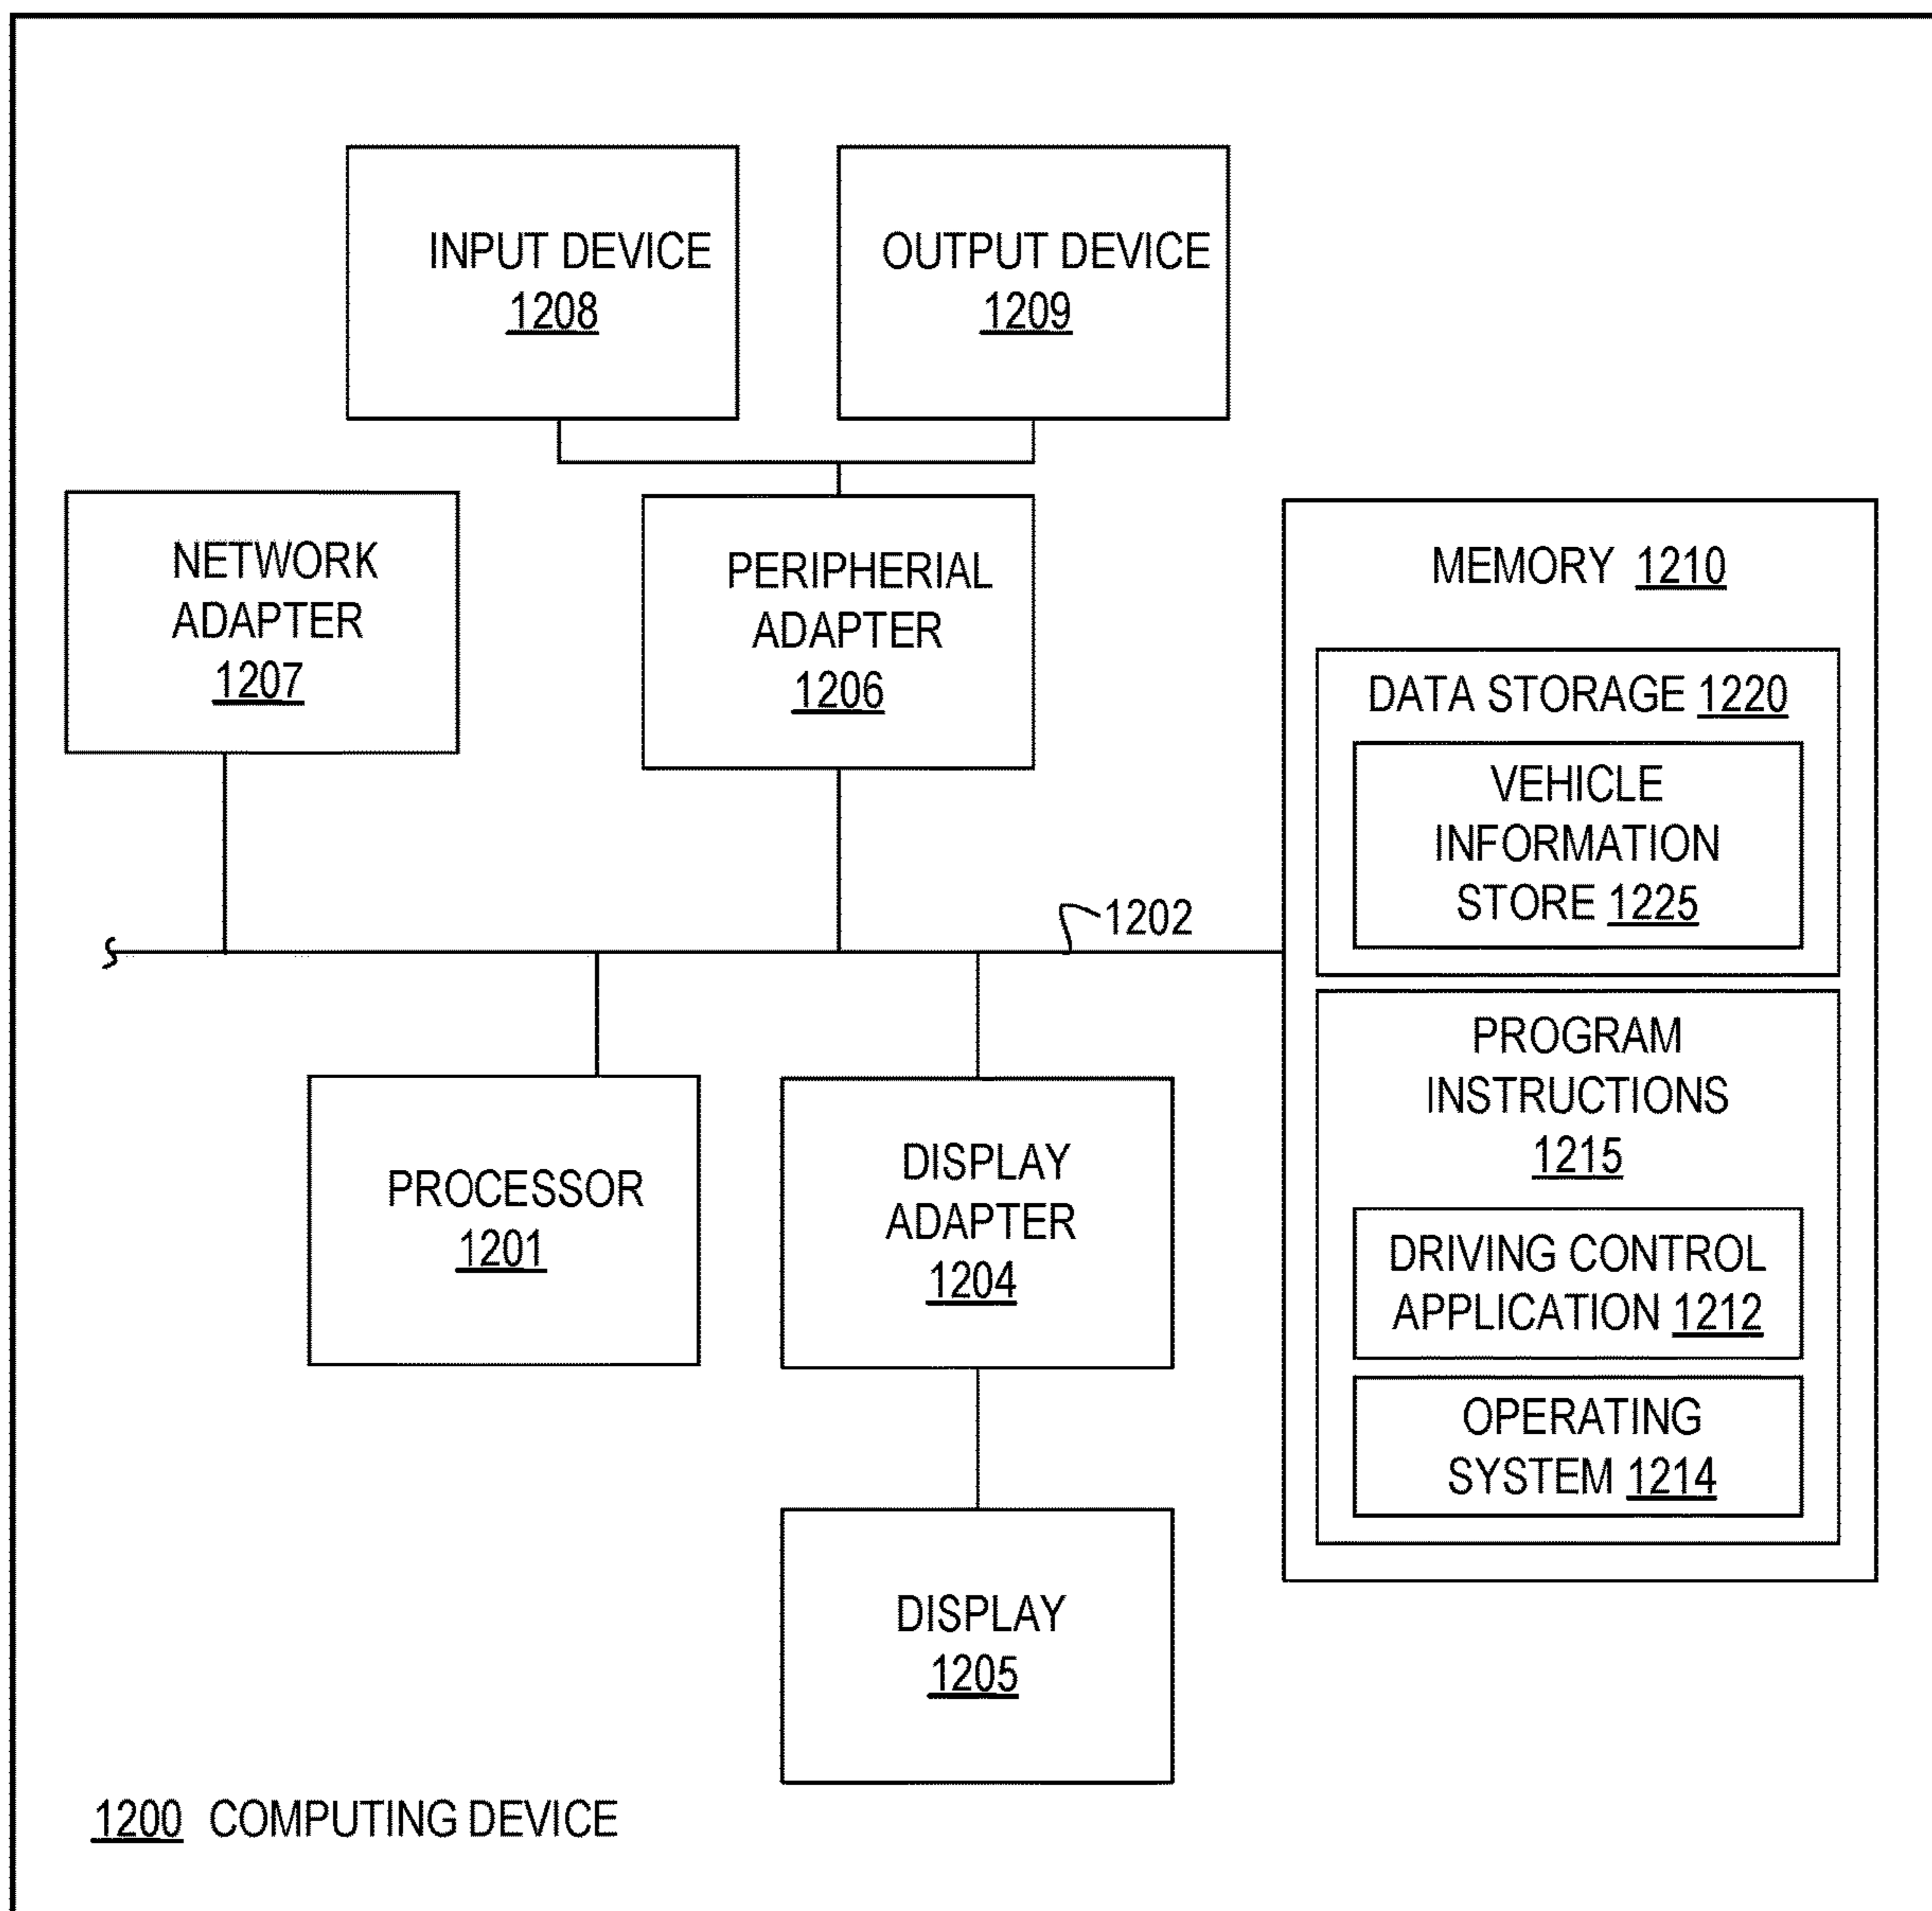 INPUT DEVICE
1208
OUTPUT DEVICE
1209
NETWORK
ADAPTER
1207
PERIPHERIAL
ADAPTER
1206
MEMORY 1210
DATA STORAGE 1220
VEHICLE
INFORMATION
STORE 1225
1202
PROGRAM
INSTRUCTIONS
1215
DRIVING CONTROL
APPLICATION 1212
OPERATING
SYSTEM 1214
PROCESSOR
1201
DISPLAY
ADAPTER
1204
DISPLAY
1205
1200 COMPUTING DEVICE